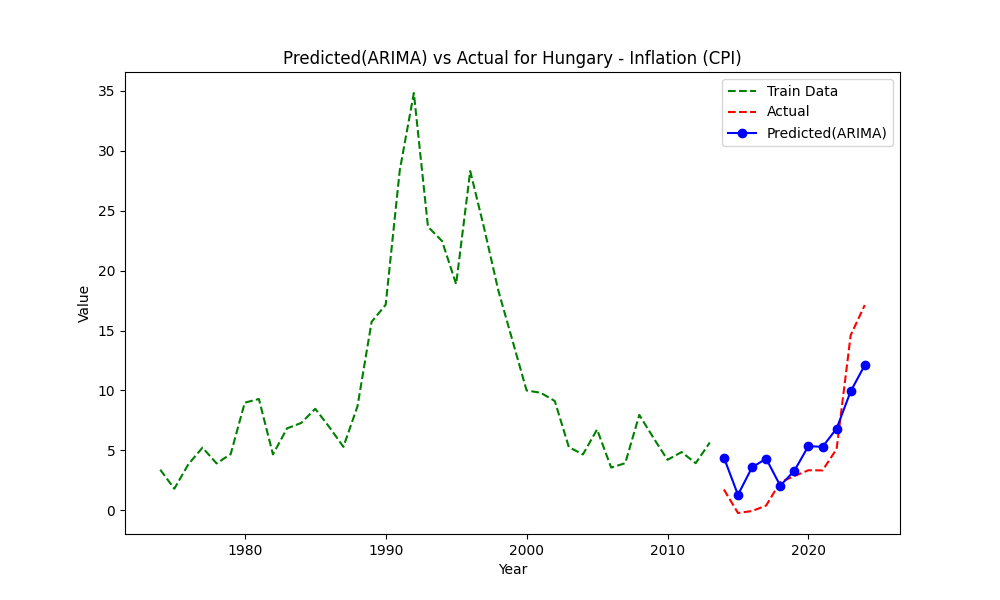 Predicted(ARIMA) vs Actual for Hungary - Inflation (CPI)
Train Data
Actual
Predicted(ARIMA)
Value
35
30
25
20
15
10
5
0
1980
1990
2000
2010
2020
Year